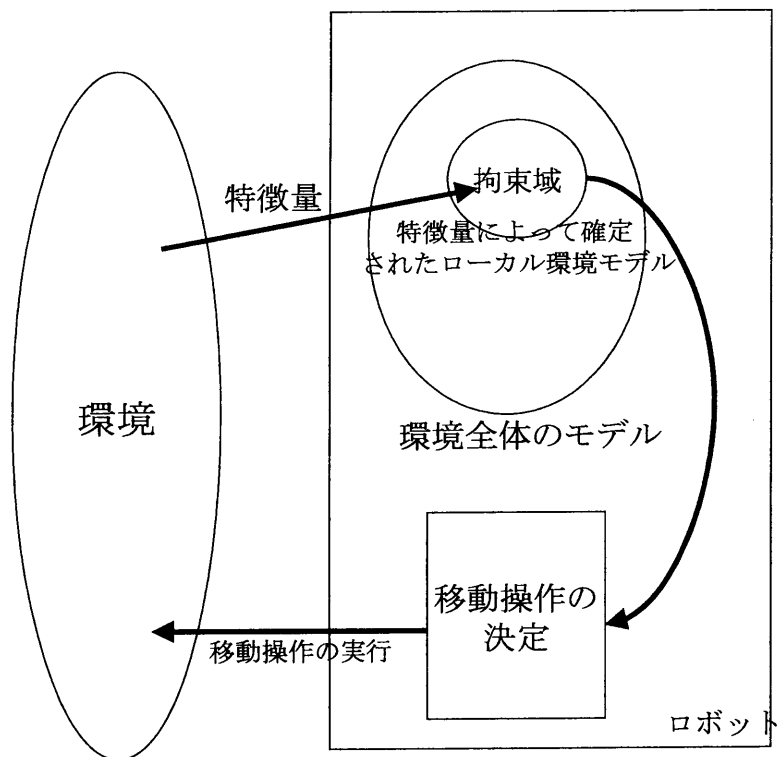 特徴量
拘束域
特徴量によって確定
されたローカル環境モデル
環境
環境全体のモデル
移動操作の
決定
移動操作の実行
ロボット